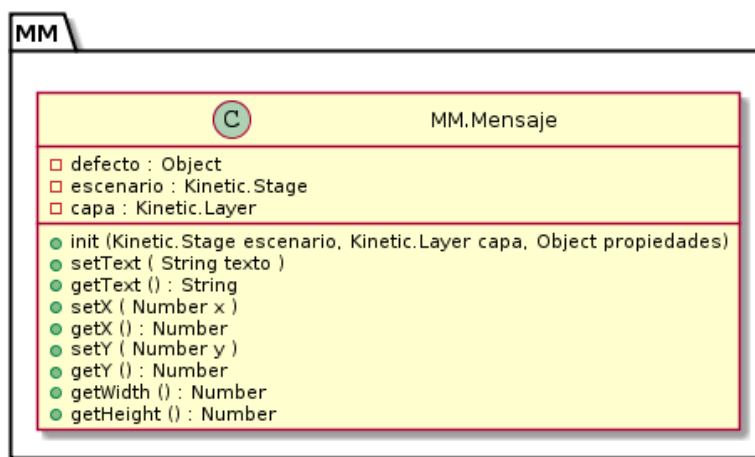 MM
C MM.Mensaje
defecto : Object
escenario : Kinetic.Stage
capa : Kinetic.Layer
init (Kinetic.Stage escenario, Kinetic.Layer capa, Object propiedades)
setText ( String texto )
getText () : String
setX ( Number x )
getX () : Number
setY ( Number y )
getY () : Number
getWidth () : Number
getHeight () : Number